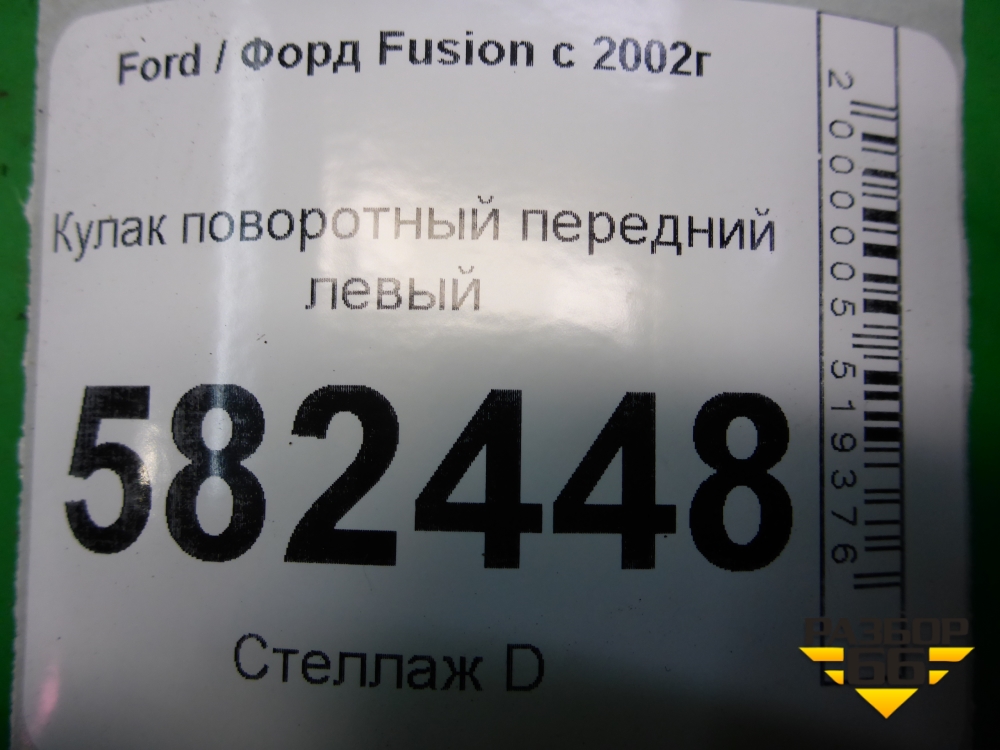 Ford / Форд Fusion с 2002г
Кулак поворотный передний
левый
582448
Стеллаж D
2000005519376
РАЗБОР
66